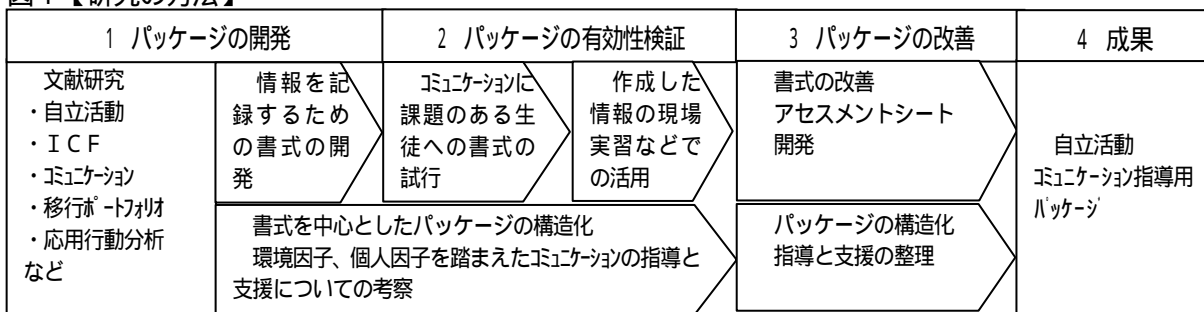 1 パッケージの開発
2 パッケージの有効性検証
3 パッケージの改善
4 成果
文献研究
・自立活動
・ICF
・コミュニケーション
・移行ポートフォリオ
・応用行動分析
など
情報を記
録するため
の書式の開
発
コミュニケーションに
課題のある生
徒への書式の
試行
作成した
情報の現場
実習などで
の活用
書式を中心としたパッケージの構造化
環境因子、個人因子を踏まえたコミュニケーションの指導と
支援についての考察
書式の改善
アセスメントシート
開発
パッケージの構造化
指導と支援の整理
自立活動
コミュニケーション指導用
パッケージ